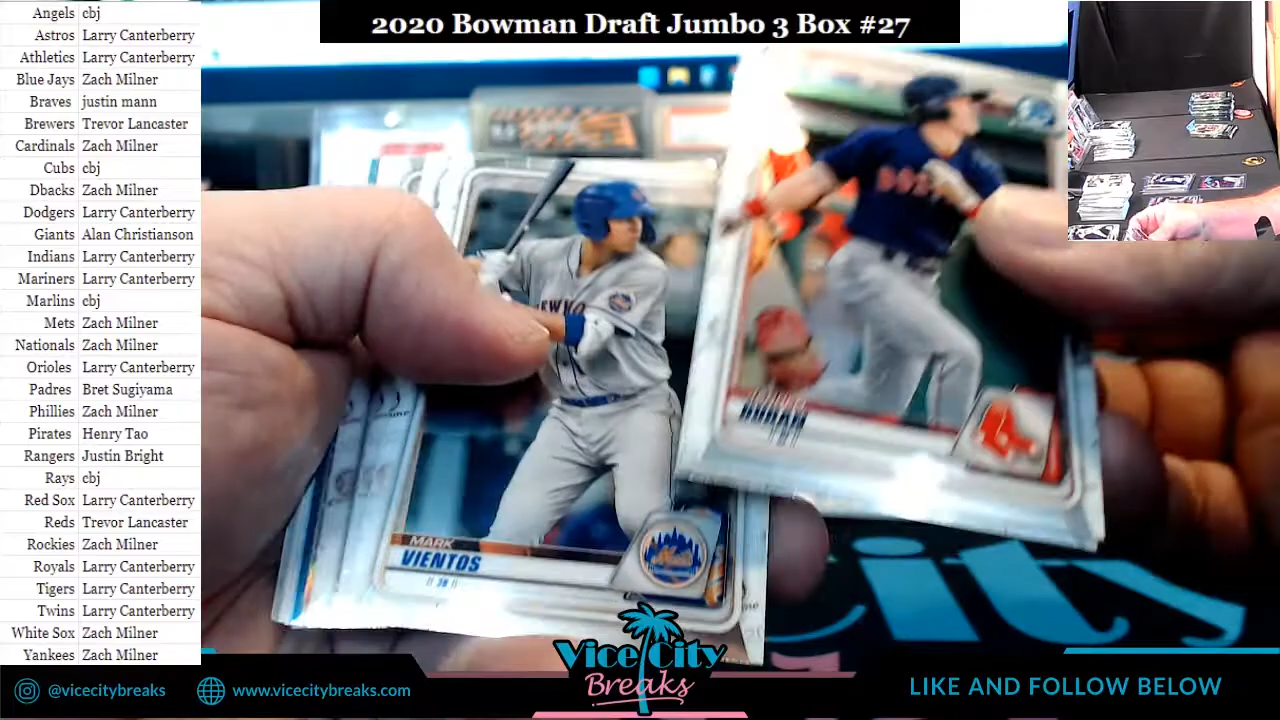 2020 Bowman Draft Jumbo 3 Box #27
Angels cbj
Astros Larry Canterberry
Athletics Larry Canterberry
Blue Jays Zach Milner
Braves justin mann
Brewers Trevor Lancaster
Cardinals Zach Milner
Cubs cbj
Dbacks Zach Milner
Dodgers Larry Canterberry
Giants Alan Christianson
Indians Larry Canterberry
Mariners Larry Canterberry
Marlins cbj
Mets Zach Milner
Nationals Zach Milner
Orioles Larry Canterberry
Padres Bret Sugiyama
Phillies Zach Milner
Pirates Henry Tao
Rangers Justin Bright
Rays cbj
Red Sox Larry Canterberry
Reds Trevor Lancaster
Rockies Zach Milner
Royals Larry Canterberry
Tigers Larry Canterberry
Twins Larry Canterberry
White Sox Zach Milner
Yankees Zach Milner
MARK
VIENTOS
3B
Mets
City
Vice City
Breaks
@vicecitybreaks
www.vicecitybreaks.com
LIKE AND FOLLOW BELOW